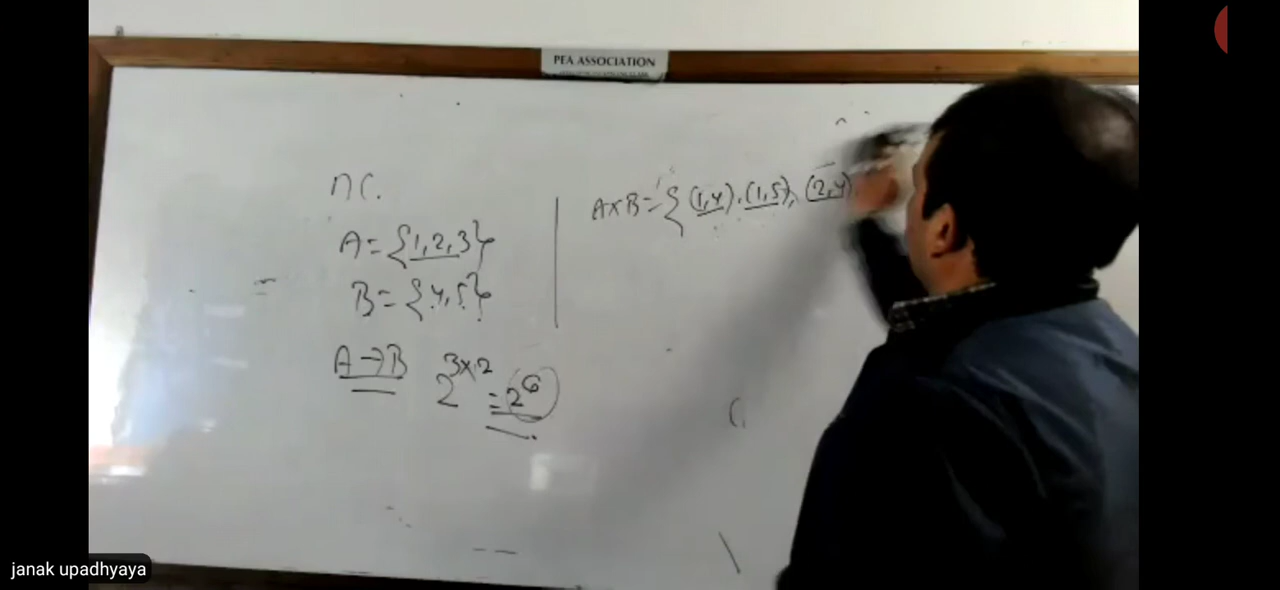 PEA ASSOCIATION
nC.
A = {1, 2, 3}
B = {4, 5}
A → B 2^{3×2} = 2^6
A × B = { (1,4), (1,5), (2,4)
janak upadhyaya